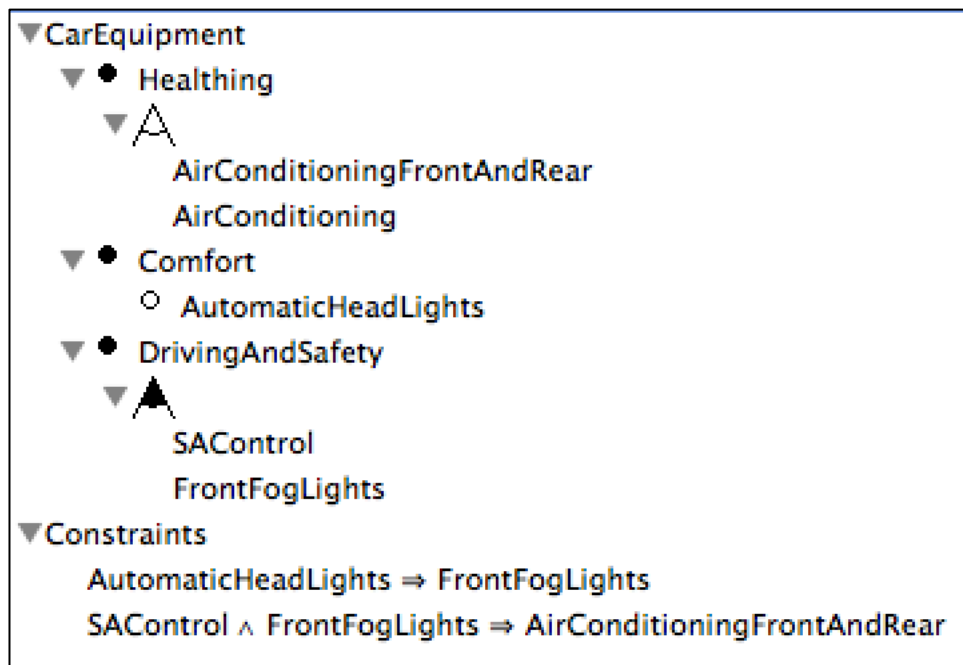 CarEquipment
Healthing
AirConditioningFrontAndRear
AirConditioning
Comfort
AutomaticHeadLights
DrivingAndSafety
SAControl
FrontFogLights
Constraints
AutomaticHeadLights ⇒ FrontFogLights
SAControl ∧ FrontFogLights ⇒ AirConditioningFrontAndRear